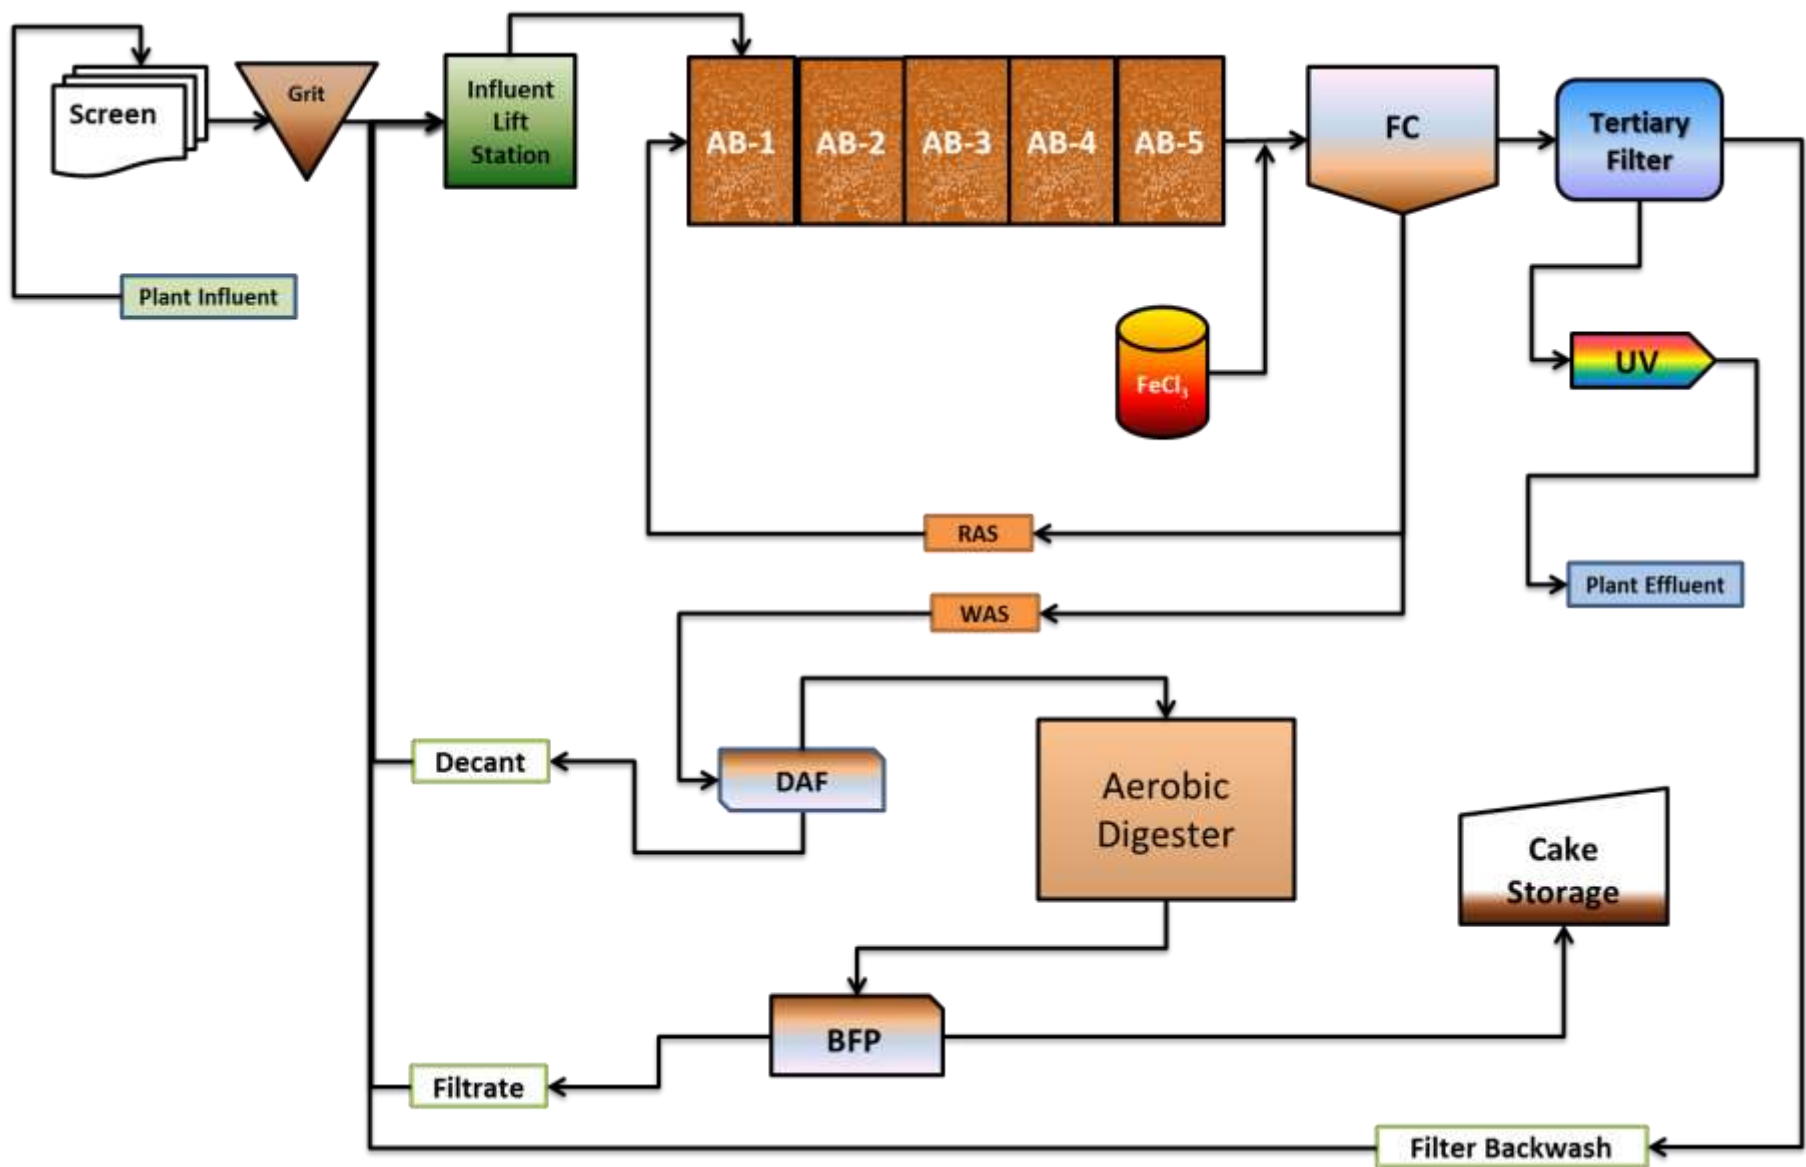 Screen
Grit
Influent
Lift
Station
AB-1
AB-2
AB-3
AB-4
AB-5
FC
Tertiary
Filter
Plant Influent
FeCl₃
UV
RAS
Plant Effluent
WAS
Decant
DAF
Aerobic
Digester
Cake
Storage
BFP
Filtrate
Filter Backwash